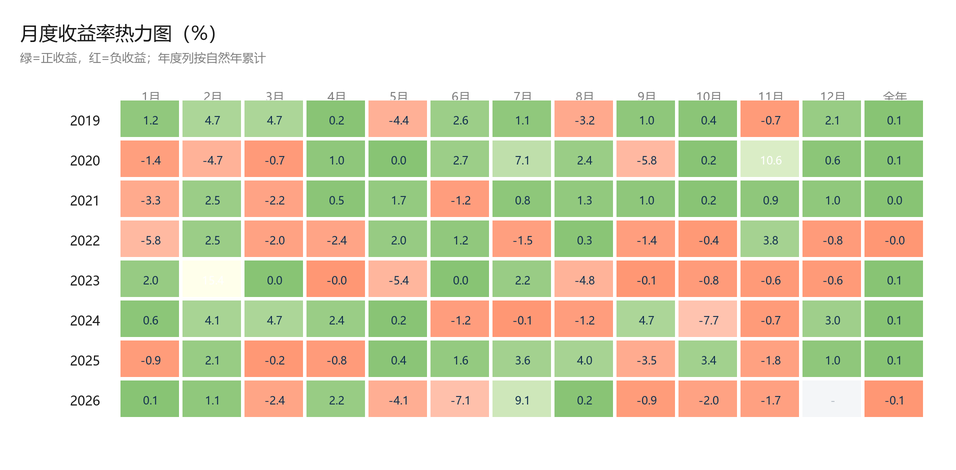 月度收益率热力图（%）
绿=正收益，红=负收益；年度列按自然年累计
1月 2月 3月 4月 5月 6月 7月 8月 9月 10月 11月 12月 全年
2019 1.2 4.7 4.7 0.2 -4.4 2.6 1.1 -3.2 1.0 0.4 -0.7 2.1 0.1
2020 -1.4 -4.7 -0.7 1.0 0.0 2.7 7.1 2.4 -5.8 0.2 10.6 0.6 0.1
2021 -3.3 2.5 -2.2 0.5 1.7 -1.2 0.8 1.3 1.0 0.2 0.9 1.0 0.0
2022 -5.8 2.5 -2.0 -2.4 2.0 1.2 -1.5 0.3 -1.4 -0.4 3.8 -0.8 -0.0
2023 2.0 0.0 -0.0 -5.4 0.0 2.2 -4.8 -0.1 -0.8 -0.6 -0.6 0.1
2024 0.6 4.1 4.7 2.4 0.2 -1.2 -0.1 -1.2 4.7 -7.7 -0.7 3.0 0.1
2025 -0.9 2.1 -0.2 -0.8 0.4 1.6 3.6 4.0 -3.5 3.4 -1.8 1.0 0.1
2026 0.1 1.1 -2.4 2.2 -4.1 -7.1 9.1 0.2 -0.9 -2.0 -1.7 - -0.1